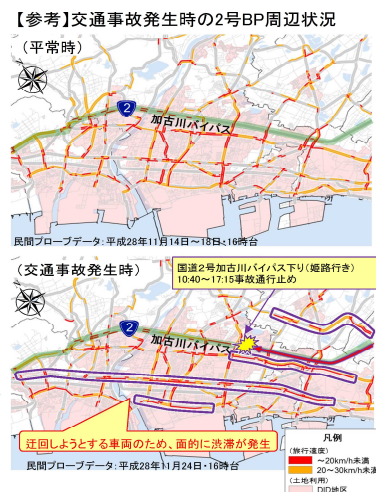 【参考】交通事故発生時の2号BP周辺状況
(平常時)
2
加古川バイパス
民間プローブデータ:平成28年11月14日~18日・16時台
(交通事故発生時)
国道2号加古川バイパス下り(姫路行き)
10:40~17:15事故通行止め
2
加古川バイパス
迂回しようとする車両のため、面的に渋滞が発生
民間プローブデータ:平成28年11月24日・16時台
凡例
(旅行速度)
~20km/h未満
20~30km/h未満
(土地利用)
DID地区